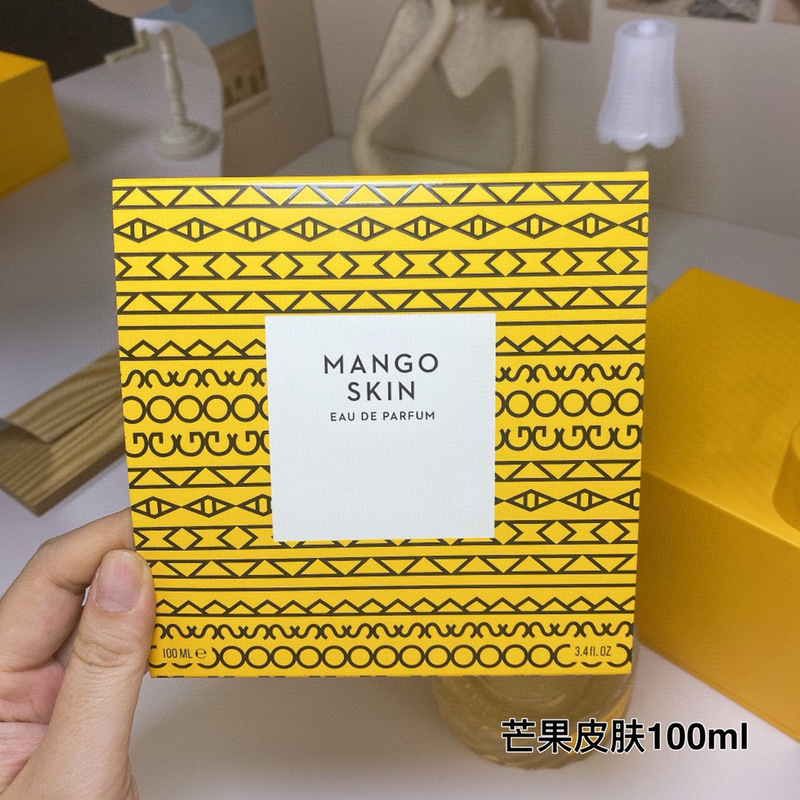 MANGO
SKIN
EAU DE PARFUM
100 ML ℮
3.4 fl. OZ
芒果皮肤100ml